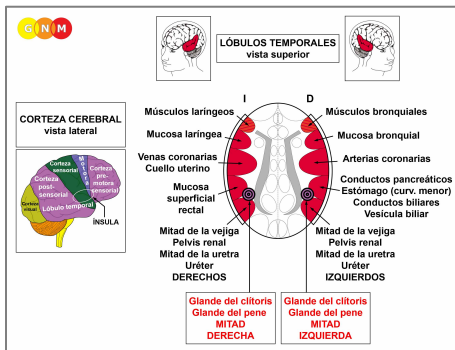 G N M
LÓBULOS TEMPORALES
vista superior
CORTEZA CEREBRAL
vista lateral
Corteza
sensorial
Motora
Corteza
pre-
motora
sensorial
Corteza
post-
sensorial
Corteza
visual
Lóbulo temporal
ÍNSULA
I
D
Músculos laríngeos
Mucosa laríngea
Venas coronarias
Cuello uterino
Mucosa
superficial
rectal
Mitad de la vejiga
Pelvis renal
Mitad de la uretra
Uréter
DERECHOS
Músculos bronquiales
Mucosa bronquial
Arterias coronarias
Conductos pancreáticos
Estómago (curv. menor)
Conductos biliares
Vesícula biliar
Mitad de la vejiga
Pelvis renal
Mitad de la uretra
Uréter
IZQUIERDOS
Glande del clítoris
Glande del pene
MITAD
DERECHA
Glande del clítoris
Glande del pene
MITAD
IZQUIERDA